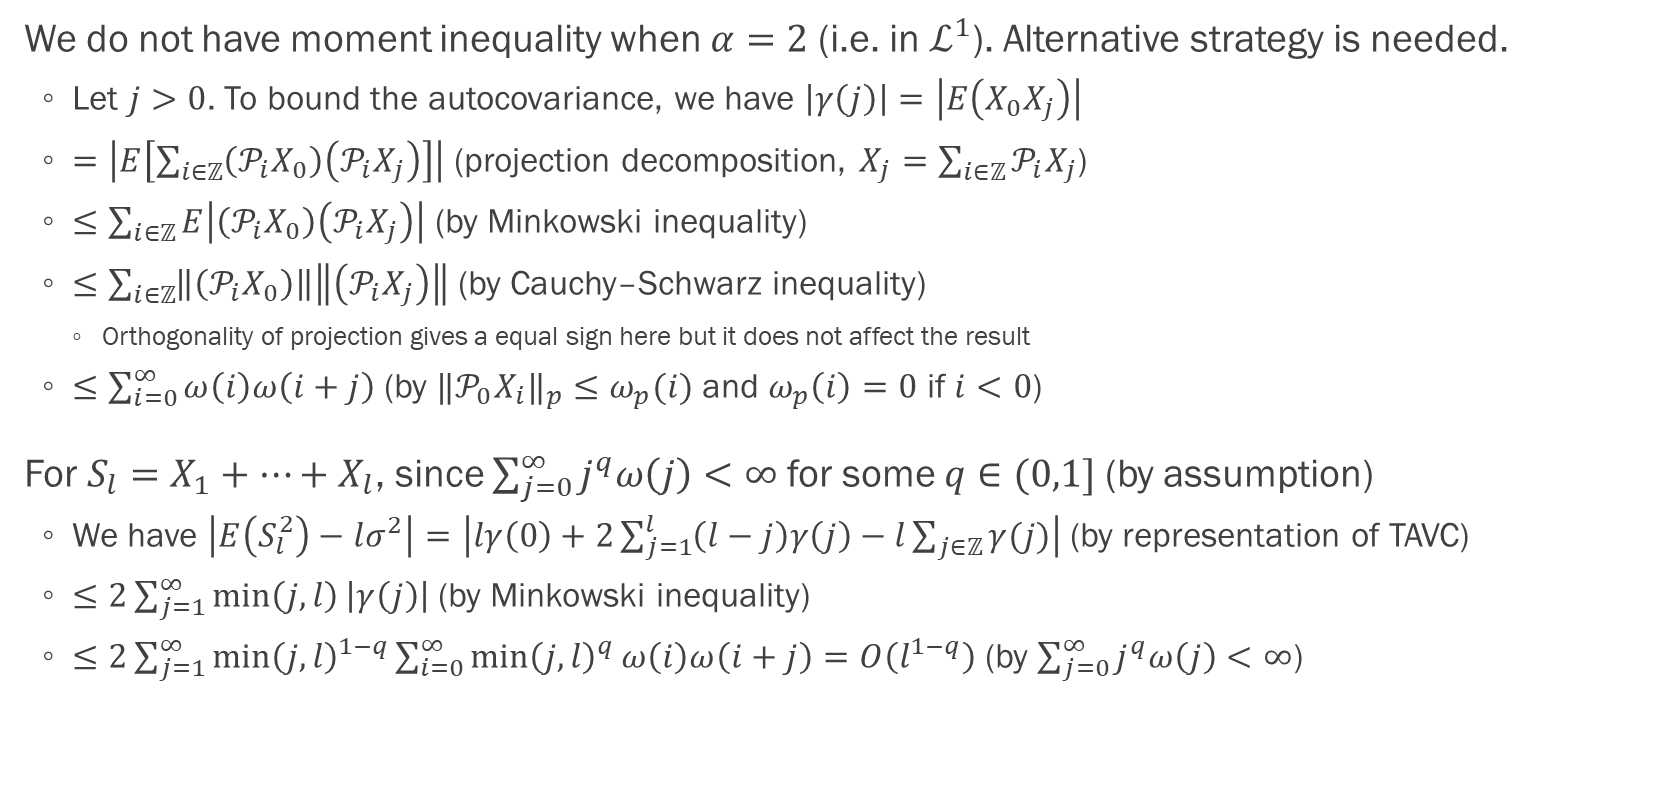 We do not have moment inequality when 𝛼 = 2 (i.e. in ℒ¹). Alternative strategy is needed.
◦ Let 𝑗 > 0. To bound the autocovariance, we have |𝛾(𝑗)| = |𝐸(𝑋₀𝑋ⱼ)|
◦ = |𝐸[∑_{𝑖∈ℤ}(𝒫ᵢ𝑋₀)(𝒫ᵢ𝑋ⱼ)]| (projection decomposition, 𝑋ⱼ = ∑_{𝑖∈ℤ} 𝒫ᵢ𝑋ⱼ)
◦ ≤ ∑_{𝑖∈ℤ} 𝐸|(𝒫ᵢ𝑋₀)(𝒫ᵢ𝑋ⱼ)| (by Minkowski inequality)
◦ ≤ ∑_{𝑖∈ℤ}‖(𝒫ᵢ𝑋₀)‖‖(𝒫ᵢ𝑋ⱼ)‖ (by Cauchy–Schwarz inequality)
◦ Orthogonality of projection gives a equal sign here but it does not affect the result
◦ ≤ ∑_{𝑖=0}^{∞} 𝜔(𝑖)𝜔(𝑖 + 𝑗) (by ‖𝒫₀𝑋ᵢ‖ₚ ≤ 𝜔ₚ(𝑖) and 𝜔ₚ(𝑖) = 0 if 𝑖 < 0)
For 𝑆ₗ = 𝑋₁ + ⋯ + 𝑋ₗ, since ∑_{𝑗=0}^{∞} 𝑗^𝑞 𝜔(𝑗) < ∞ for some 𝑞 ∈ (0,1] (by assumption)
◦ We have |𝐸(𝑆ₗ²) − 𝑙𝜎²| = |𝑙𝛾(0) + 2 ∑_{𝑗=1}^{𝑙}(𝑙 − 𝑗)𝛾(𝑗) − 𝑙 ∑_{𝑗∈ℤ} 𝛾(𝑗)| (by representation of TAVC)
◦ ≤ 2 ∑_{𝑗=1}^{∞} min(𝑗, 𝑙) |𝛾(𝑗)| (by Minkowski inequality)
◦ ≤ 2 ∑_{𝑗=1}^{∞} min(𝑗, 𝑙)^{1−𝑞} ∑_{𝑖=0}^{∞} min(𝑗, 𝑙)^𝑞 𝜔(𝑖)𝜔(𝑖 + 𝑗) = 𝑂(𝑙^{1−𝑞}) (by ∑_{𝑗=0}^{∞} 𝑗^𝑞 𝜔(𝑗) < ∞)